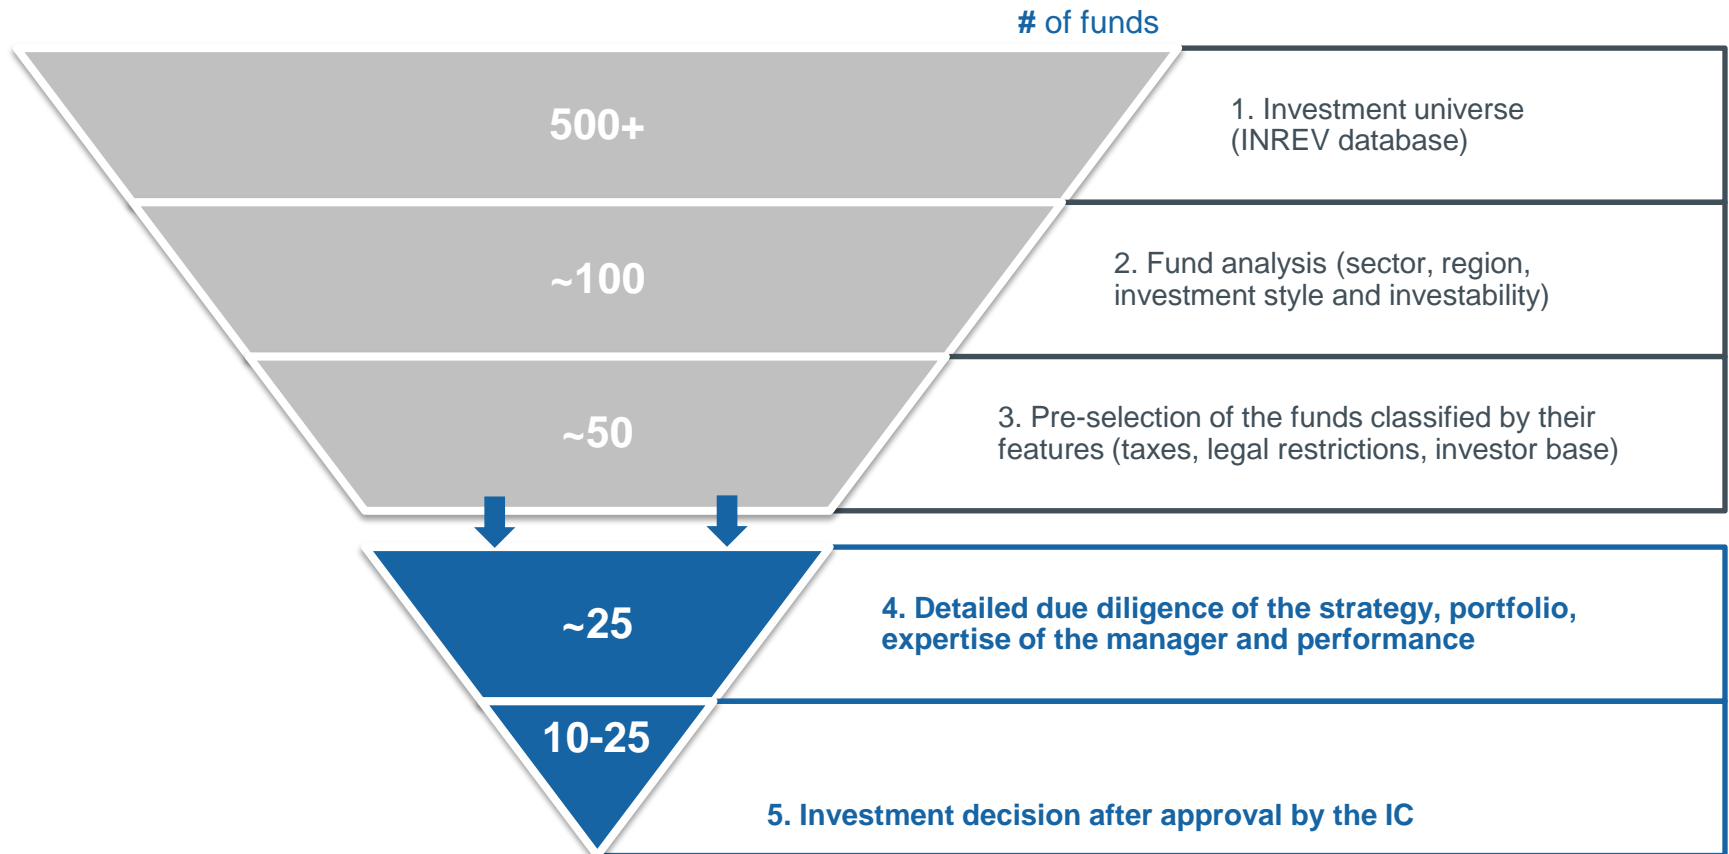 # of funds
500+
1. Investment universe
(INREV database)
~100
2. Fund analysis (sector, region,
investment style and investability)
~50
3. Pre-selection of the funds classified by their
features (taxes, legal restrictions, investor base)
~25
4. Detailed due diligence of the strategy, portfolio,
expertise of the manager and performance
10-25
5. Investment decision after approval by the IC